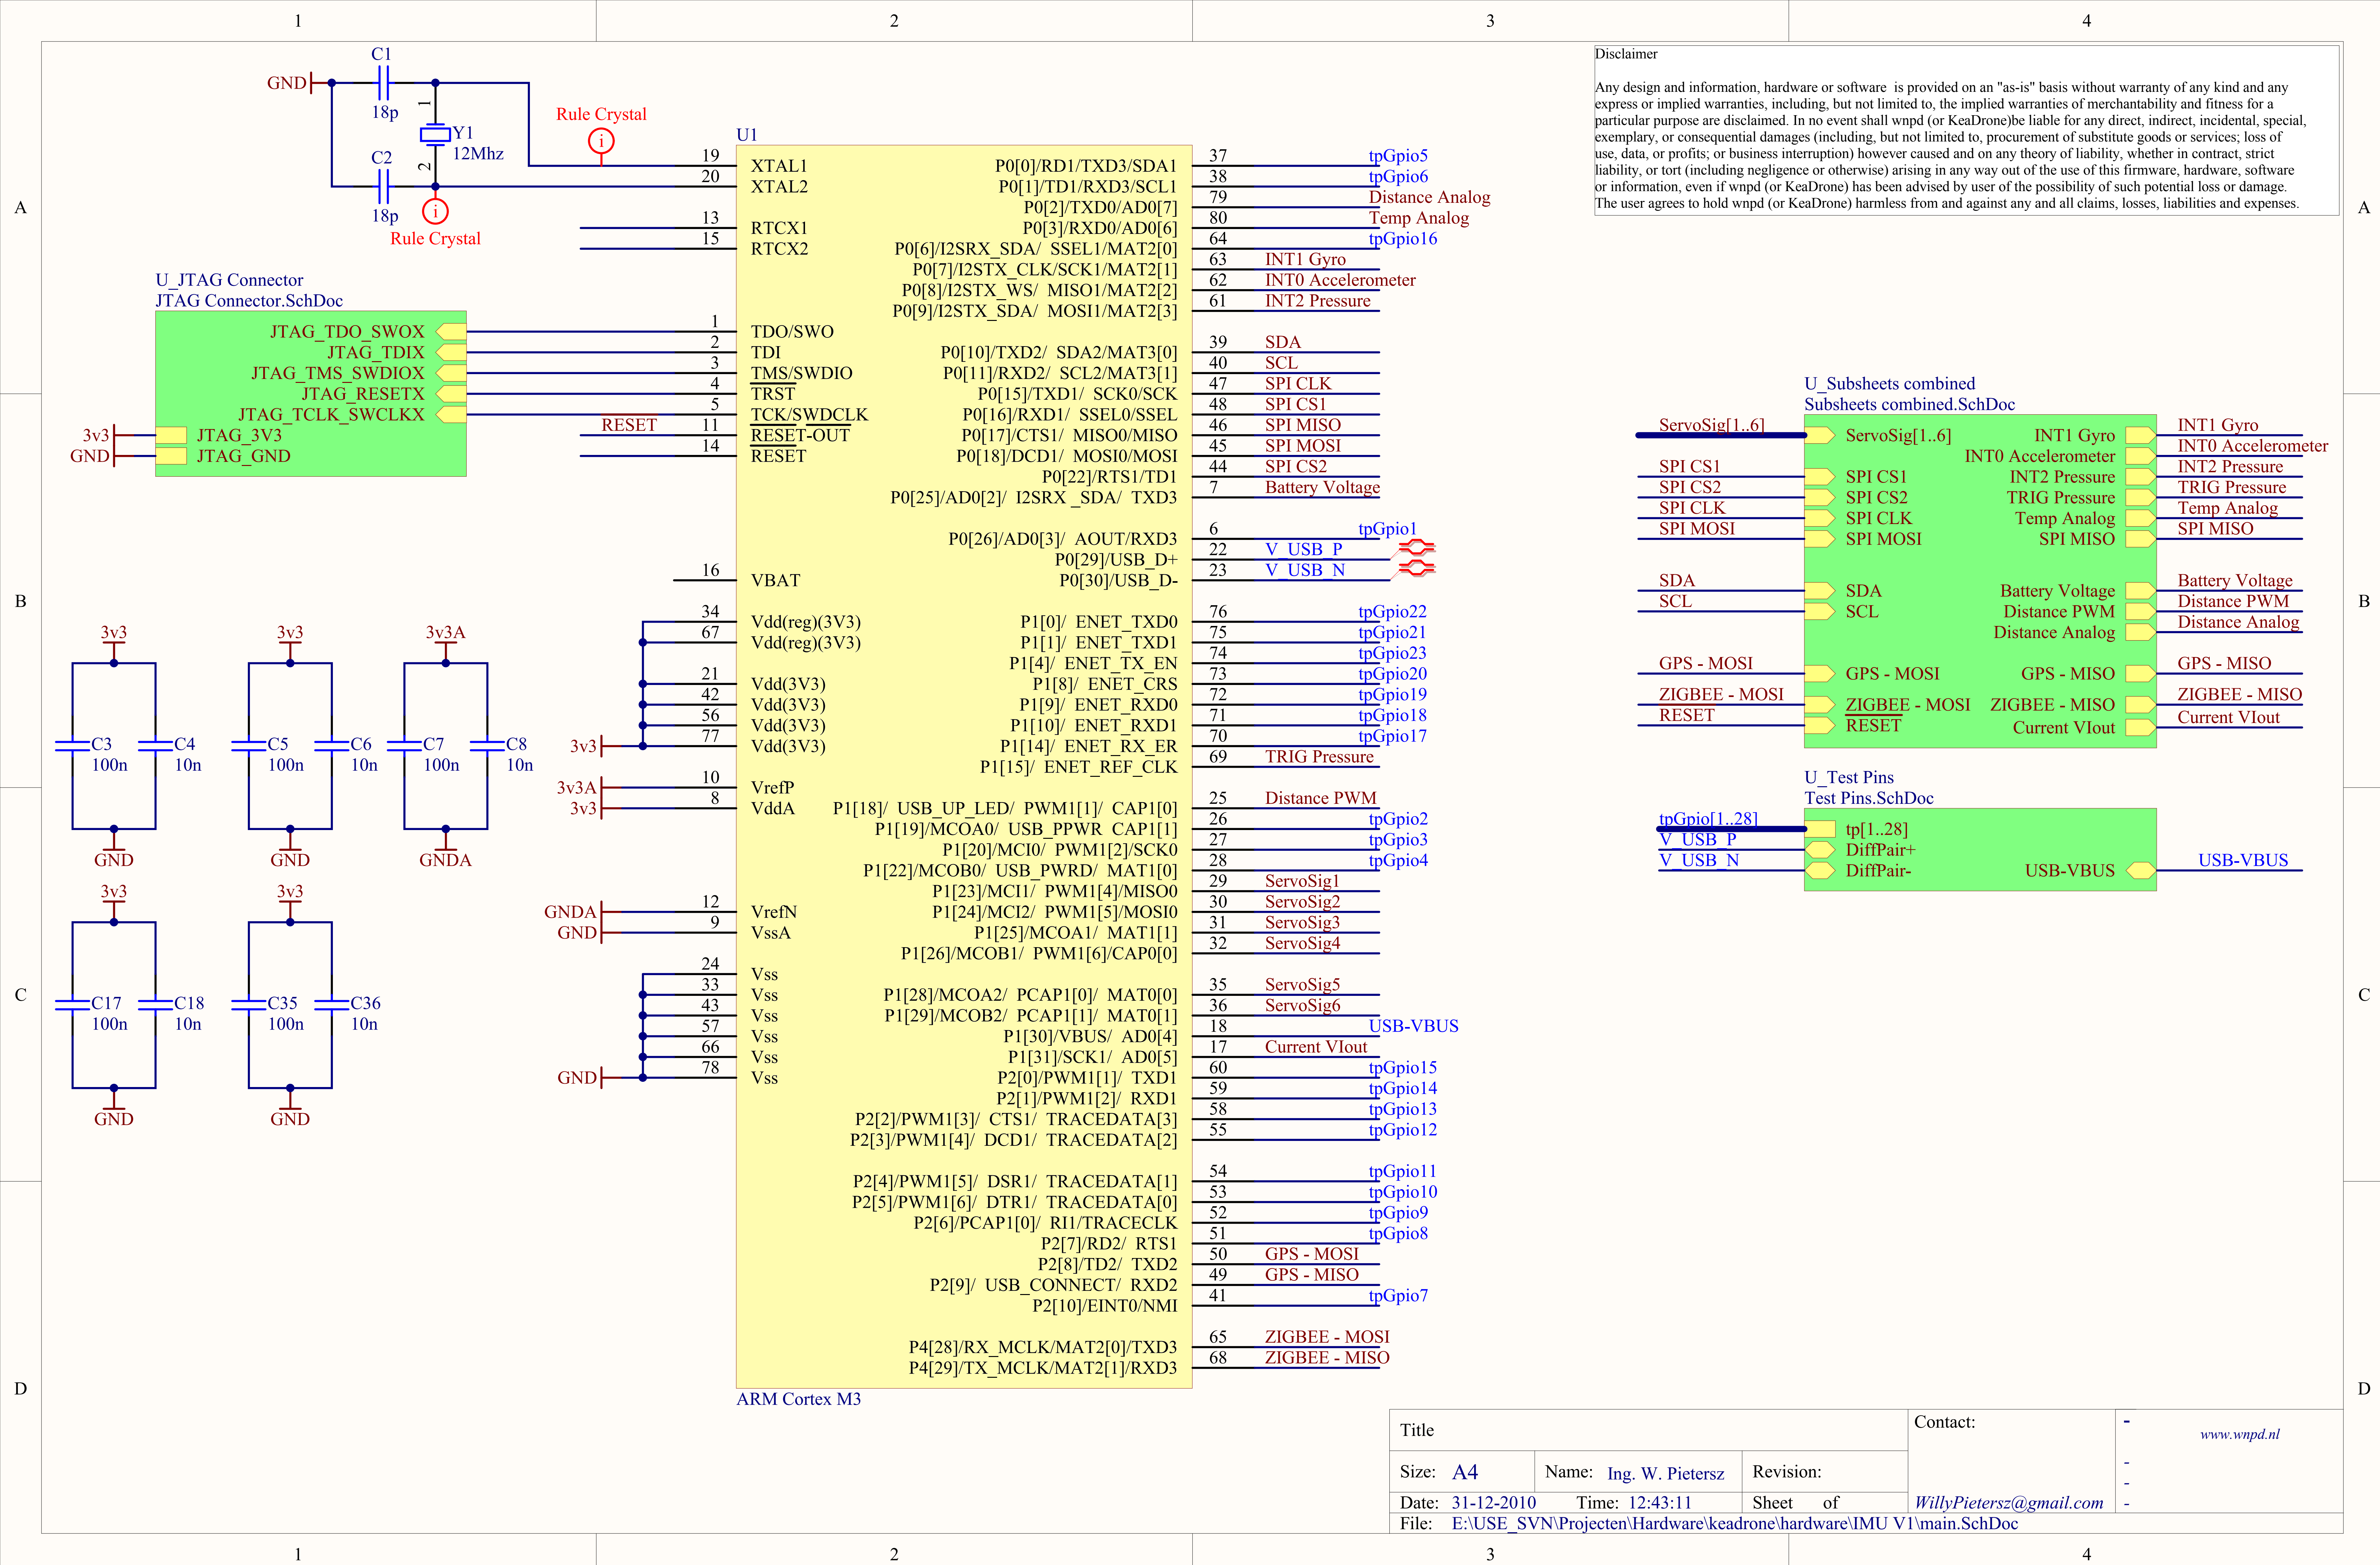 1
2
3
4
A
B
C
D
A
B
C
D
Disclaimer
Any design and information, hardware or software is provided on an "as-is" basis without warranty of any kind and any
express or implied warranties, including, but not limited to, the implied warranties of merchantability and fitness for a
particular purpose are disclaimed. In no event shall wnpd (or KeaDrone)be liable for any direct, indirect, incidental, special,
exemplary, or consequential damages (including, but not limited to, procurement of substitute goods or services; loss of
use, data, or profits; or business interruption) however caused and on any theory of liability, whether in contract, strict
liability, or tort (including negligence or otherwise) arising in any way out of the use of this firmware, hardware, software
or information, even if wnpd (or KeaDrone) has been advised by user of the possibility of such potential loss or damage.
The user agrees to hold wnpd (or KeaDrone) harmless from and against any and all claims, losses, liabilities and expenses.
C1
GND
18p
1
Y1
12Mhz
2
C2
18p
i
Rule Crystal
Rule Crystal
i
U_JTAG Connector
JTAG Connector.SchDoc
JTAG_TDO_SWOX
JTAG_TDIX
JTAG_TMS_SWDIOX
JTAG_RESETX
JTAG_TCLK_SWCLKX
3v3 JTAG_3V3
GND JTAG_GND
U1
19 XTAL1
20 XTAL2
13 RTCX1
15 RTCX2
1 TDO/SWO
2 TDI
3 TMS/SWDIO
4 TRST
5 TCK/SWDCLK
RESET 11 RESET-OUT
14 RESET
16 VBAT
34 Vdd(reg)(3V3)
67 Vdd(reg)(3V3)
21 Vdd(3V3)
42 Vdd(3V3)
56 Vdd(3V3)
3v3 77 Vdd(3V3)
3v3A 10 VrefP
3v3 8 VddA
GNDA 12 VrefN
GND 9 VssA
24 Vss
33 Vss
43 Vss
57 Vss
66 Vss
GND 78 Vss
P0[0]/RD1/TXD3/SDA1 37 tpGpio5
P0[1]/TD1/RXD3/SCL1 38 tpGpio6
P0[2]/TXD0/AD0[7] 79 Distance Analog
P0[3]/RXD0/AD0[6] 80 Temp Analog
P0[6]/I2SRX_SDA/ SSEL1/MAT2[0] 64 tpGpio16
P0[7]/I2STX_CLK/SCK1/MAT2[1] 63 INT1 Gyro
P0[8]/I2STX_WS/ MISO1/MAT2[2] 62 INT0 Accelerometer
P0[9]/I2STX_SDA/ MOSI1/MAT2[3] 61 INT2 Pressure
P0[10]/TXD2/ SDA2/MAT3[0] 39 SDA
P0[11]/RXD2/ SCL2/MAT3[1] 40 SCL
P0[15]/TXD1/ SCK0/SCK 47 SPI CLK
P0[16]/RXD1/ SSEL0/SSEL 48 SPI CS1
P0[17]/CTS1/ MISO0/MISO 46 SPI MISO
P0[18]/DCD1/ MOSI0/MOSI 45 SPI MOSI
P0[22]/RTS1/TD1 44 SPI CS2
P0[25]/AD0[2]/ I2SRX _SDA/ TXD3 7 Battery Voltage
P0[26]/AD0[3]/ AOUT/RXD3 6 tpGpio1
P0[29]/USB_D+ 22 V_USB_P
P0[30]/USB_D- 23 V_USB_N
P1[0]/ ENET_TXD0 76 tpGpio22
P1[1]/ ENET_TXD1 75 tpGpio21
P1[4]/ ENET_TX_EN 74 tpGpio23
P1[8]/ ENET_CRS 73 tpGpio20
P1[9]/ ENET_RXD0 72 tpGpio19
P1[10]/ ENET_RXD1 71 tpGpio18
P1[14]/ ENET_RX_ER 70 tpGpio17
P1[15]/ ENET_REF_CLK 69 TRIG Pressure
P1[18]/ USB_UP_LED/ PWM1[1]/ CAP1[0] 25 Distance PWM
P1[19]/MCOA0/ USB_PPWR CAP1[1] 26 tpGpio2
P1[20]/MCI0/ PWM1[2]/SCK0 27 tpGpio3
P1[22]/MCOB0/ USB_PWRD/ MAT1[0] 28 tpGpio4
P1[23]/MCI1/ PWM1[4]/MISO0 29 ServoSig1
P1[24]/MCI2/ PWM1[5]/MOSI0 30 ServoSig2
P1[25]/MCOA1/ MAT1[1] 31 ServoSig3
P1[26]/MCOB1/ PWM1[6]/CAP0[0] 32 ServoSig4
P1[28]/MCOA2/ PCAP1[0]/ MAT0[0] 35 ServoSig5
P1[29]/MCOB2/ PCAP1[1]/ MAT0[1] 36 ServoSig6
P1[30]/VBUS/ AD0[4] 18 USB-VBUS
P1[31]/SCK1/ AD0[5] 17 Current VIout
P2[0]/PWM1[1]/ TXD1 60 tpGpio15
P2[1]/PWM1[2]/ RXD1 59 tpGpio14
P2[2]/PWM1[3]/ CTS1/ TRACEDATA[3] 58 tpGpio13
P2[3]/PWM1[4]/ DCD1/ TRACEDATA[2] 55 tpGpio12
P2[4]/PWM1[5]/ DSR1/ TRACEDATA[1] 54 tpGpio11
P2[5]/PWM1[6]/ DTR1/ TRACEDATA[0] 53 tpGpio10
P2[6]/PCAP1[0]/ RI1/TRACECLK 52 tpGpio9
P2[7]/RD2/ RTS1 51 tpGpio8
P2[8]/TD2/ TXD2 50 GPS - MOSI
P2[9]/ USB_CONNECT/ RXD2 49 GPS - MISO
P2[10]/EINT0/NMI 41 tpGpio7
P4[28]/RX_MCLK/MAT2[0]/TXD3 65 ZIGBEE - MOSI
P4[29]/TX_MCLK/MAT2[1]/RXD3 68 ZIGBEE - MISO
ARM Cortex M3
3v3 3v3 3v3A
C3 C4 C5 C6 C7 C8
100n 10n 100n 10n 100n 10n
GND GND GNDA
3v3 3v3
C17 C18 C35 C36
100n 10n 100n 10n
GND GND
U_Subsheets combined
Subsheets combined.SchDoc
ServoSig[1..6] ServoSig[1..6] INT1 Gyro INT1 Gyro
INT0 Accelerometer INT0 Accelerometer
SPI CS1 SPI CS1 INT2 Pressure INT2 Pressure
SPI CS2 SPI CS2 TRIG Pressure TRIG Pressure
SPI CLK SPI CLK Temp Analog Temp Analog
SPI MOSI SPI MOSI SPI MISO SPI MISO
SDA SDA Battery Voltage Battery Voltage
SCL SCL Distance PWM Distance PWM
Distance Analog Distance Analog
GPS - MOSI GPS - MOSI GPS - MISO GPS - MISO
ZIGBEE - MOSI ZIGBEE - MOSI ZIGBEE - MISO ZIGBEE - MISO
RESET RESET Current VIout Current VIout
U_Test Pins
Test Pins.SchDoc
tpGpio[1..28] tp[1..28]
V_USB_P DiffPair+
V_USB_N DiffPair- USB-VBUS USB-VBUS
Title
Contact:
-
www.wnpd.nl
Size: A4 Name: Ing. W. Pietersz Revision:
-
-
Date: 31-12-2010 Time: 12:43:11 Sheet of WillyPietersz@gmail.com -
File: E:\USE_SVN\Projecten\Hardware\keadrone\hardware\IMU V1\main.SchDoc
1
2
3
4